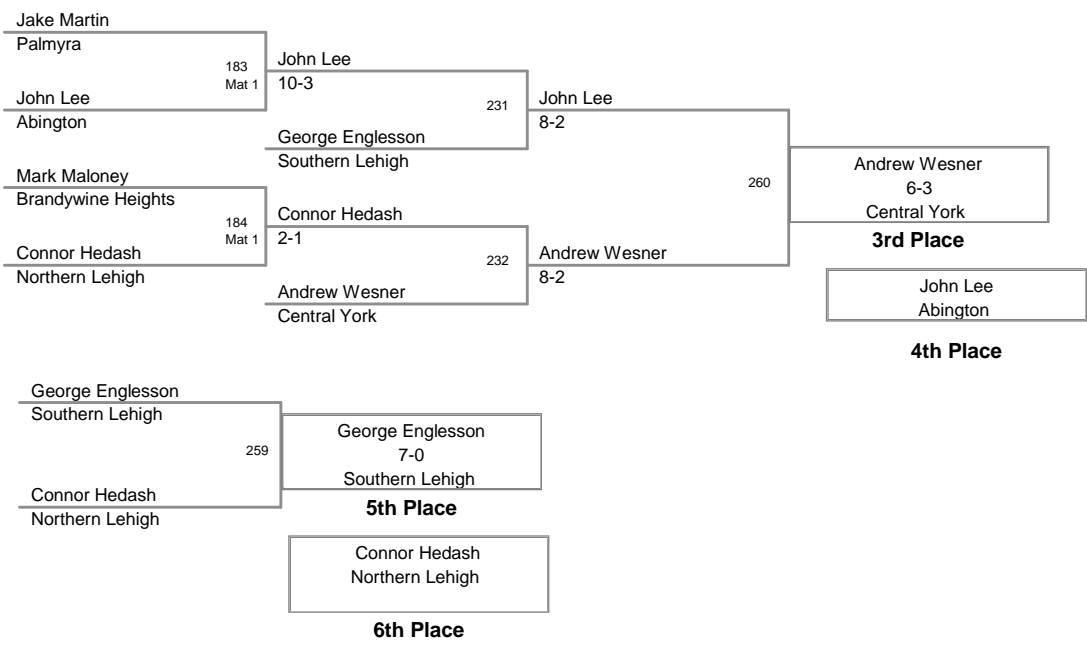 Jake Martin
Palmyra
183
Mat 1
John Lee
Abington
John Lee
10-3
231
George Englesson
Southern Lehigh
John Lee
8-2
Mark Maloney
Brandywine Heights
184
Mat 1
Connor Hedash
Northern Lehigh
Connor Hedash
2-1
232
Andrew Wesner
Central York
Andrew Wesner
8-2
260
Andrew Wesner
6-3
Central York
3rd Place
John Lee
Abington
4th Place
George Englesson
Southern Lehigh
259
Connor Hedash
Northern Lehigh
George Englesson
7-0
Southern Lehigh
5th Place
Connor Hedash
Northern Lehigh
6th Place